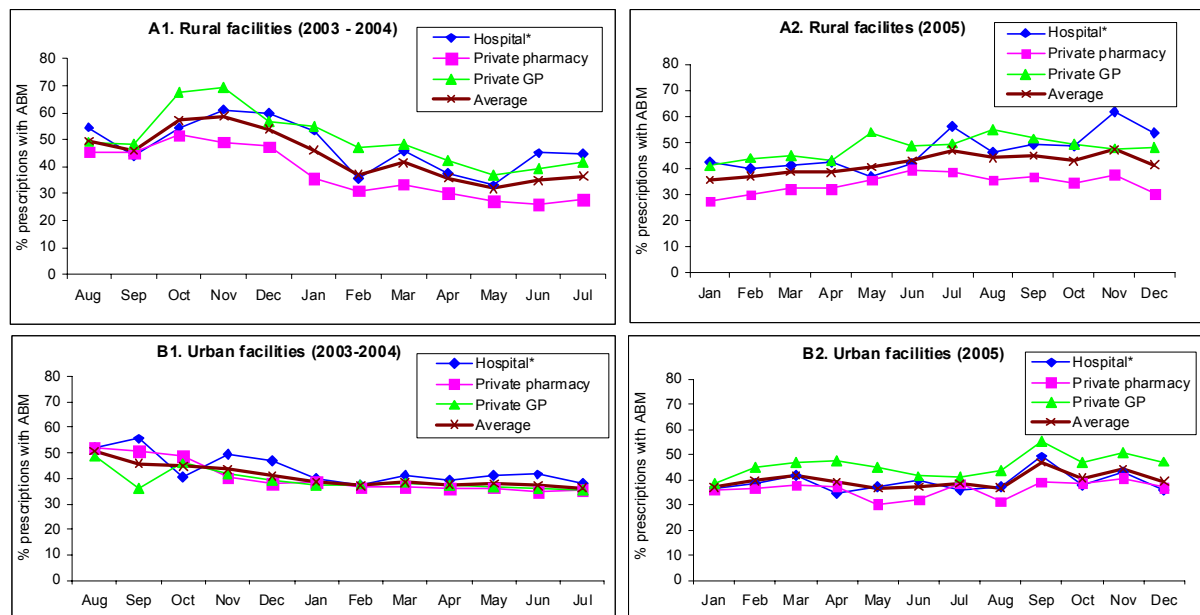 A1. Rural facilities (2003 - 2004)
Hospital*
Private pharmacy
Private GP
Average
% prescriptions with ABM
80
70
60
50
40
30
20
10
0
Aug Sep Oct Nov Dec Jan Feb Mar Apr May Jun Jul
A2. Rural facilites (2005)
Hospital*
Private pharmacy
Private GP
Average
% prescriptions with ABM
80
70
60
50
40
30
20
10
0
Jan Feb Mar Apr May Jun Jul Aug Sep Oct Nov Dec
B1. Urban facilities (2003-2004)
Hospital*
Private pharmacy
Private GP
Average
% prescriptions with ABM
80
70
60
50
40
30
20
10
0
Aug Sep Oct Nov Dec Jan Feb Mar Apr May Jun Jul
B2. Urban facilities (2005)
Hospital*
Private pharmacy
Private GP
Average
% prescriptions with ABM
80
70
60
50
40
30
20
10
0
Jan Feb Mar Apr May Jun Jul Aug Sep Oct Nov Dec